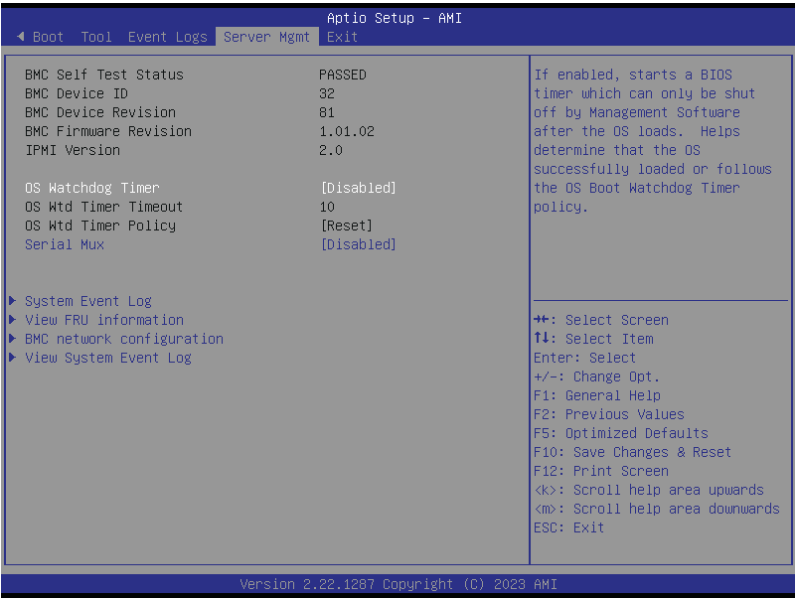 Aptio Setup – AMI
◀ Boot Tool Event Logs Server Mgmt Exit
BMC Self Test Status PASSED
BMC Device ID 32
BMC Device Revision 81
BMC Firmware Revision 1.01.02
IPMI Version 2.0
OS Watchdog Timer [Disabled]
OS Wtd Timer Timeout 10
OS Wtd Timer Policy [Reset]
Serial Mux [Disabled]
▶ System Event Log
▶ View FRU information
▶ BMC network configuration
▶ View System Event Log
If enabled, starts a BIOS
timer which can only be shut
off by Management Software
after the OS loads. Helps
determine that the OS
successfully loaded or follows
the OS Boot Watchdog Timer
policy.
→←: Select Screen
↑↓: Select Item
Enter: Select
+/-: Change Opt.
F1: General Help
F2: Previous Values
F5: Optimized Defaults
F10: Save Changes & Reset
F12: Print Screen
<k>: Scroll help area upwards
<m>: Scroll help area downwards
ESC: Exit
Version 2.22.1287 Copyright (C) 2023 AMI